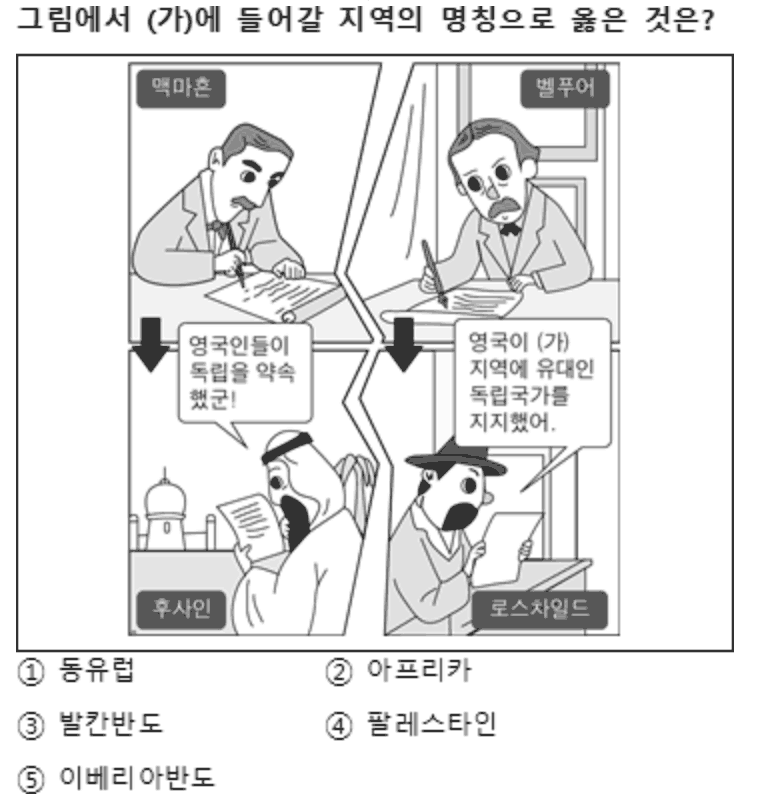 그림에서 (가)에 들어갈 지역의 명칭으로 옳은 것은?
맥마흔
벨푸어
영국인들이
독립을 약속
했군!
영국이 (가)
지역에 유대인
독립국가를
지지했어.
후사인
로스차일드
① 동유럽
② 아프리카
③ 발칸반도
④ 팔레스타인
⑤ 이베리아반도